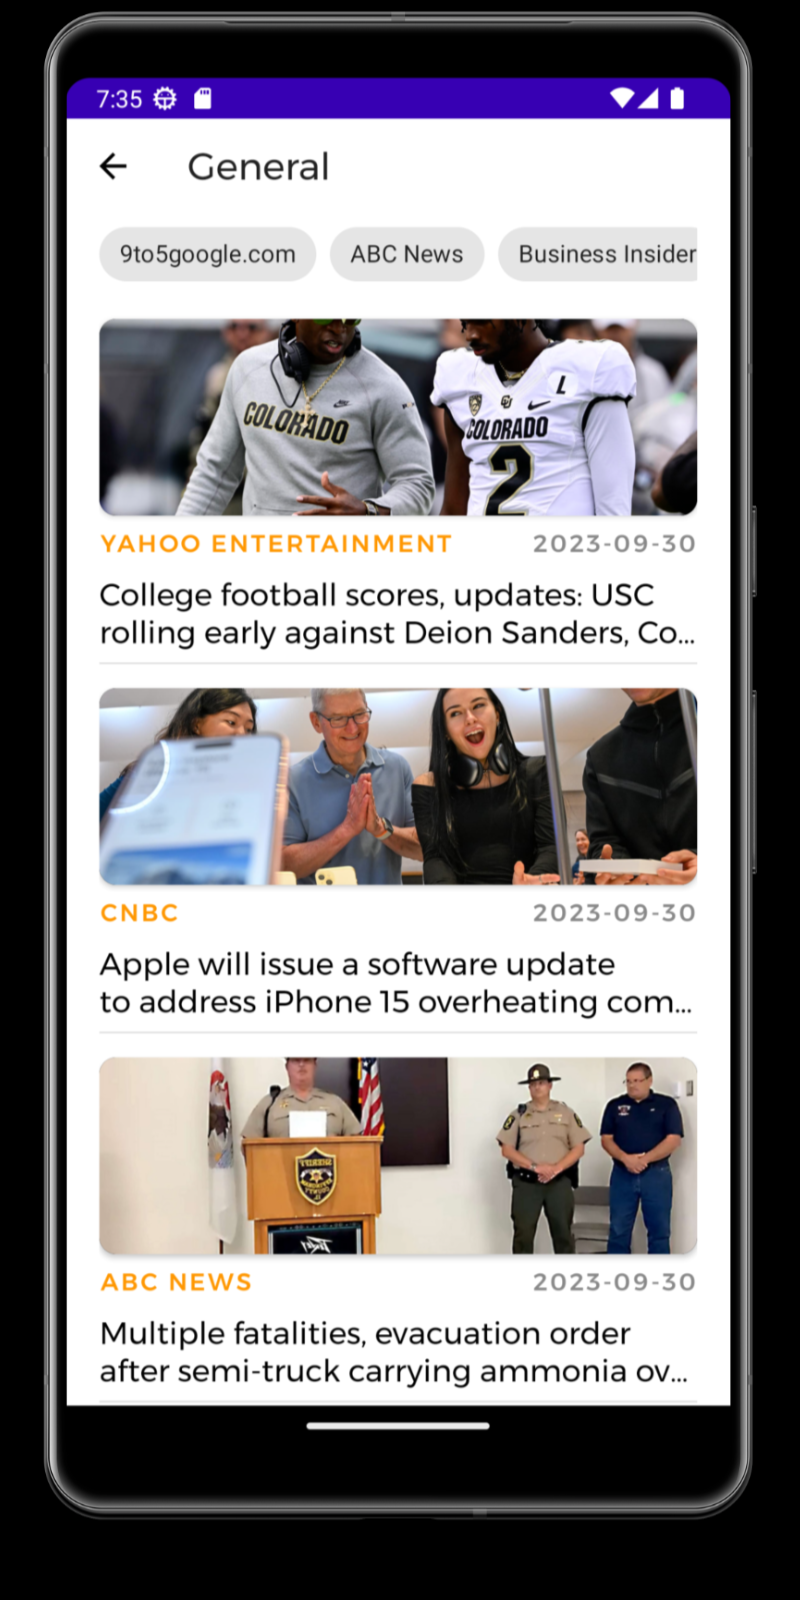 7:35
General
9to5google.com
ABC News
Business Insider
COLORADO
L
COLORADO
2
YAHOO ENTERTAINMENT
2023-09-30
College football scores, updates: USC
rolling early against Deion Sanders, Co...
CNBC
2023-09-30
Apple will issue a software update
to address iPhone 15 overheating com...
ABC NEWS
2023-09-30
Multiple fatalities, evacuation order
after semi-truck carrying ammonia ov...